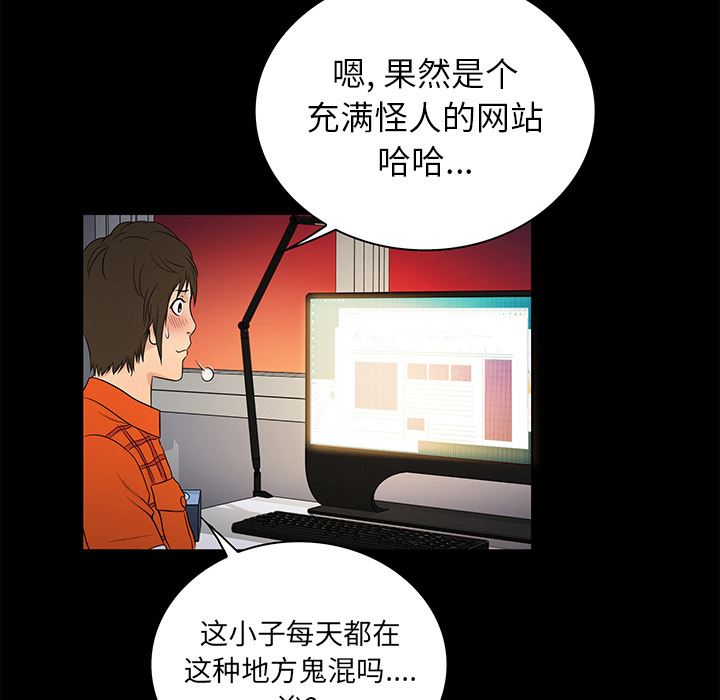 嗯, 果然是个
充满怪人的网站
哈哈...
这小子每天都在
这种地方鬼混吗....